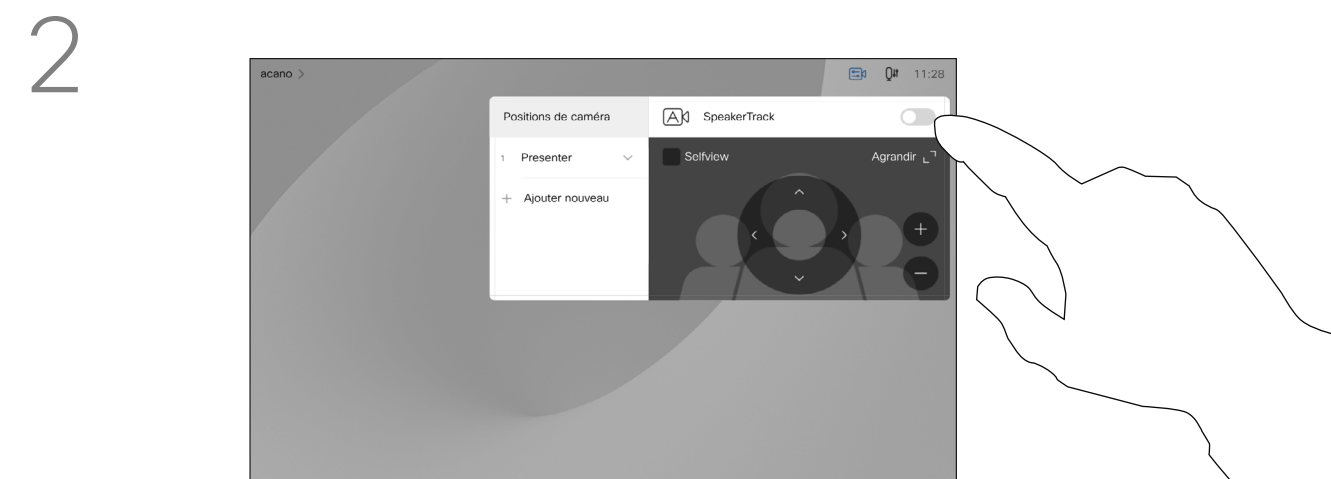 2
acano >
11:28
Positions de caméra
SpeakerTrack
1 Presenter
Selfview
Agrandir
+ Ajouter nouveau